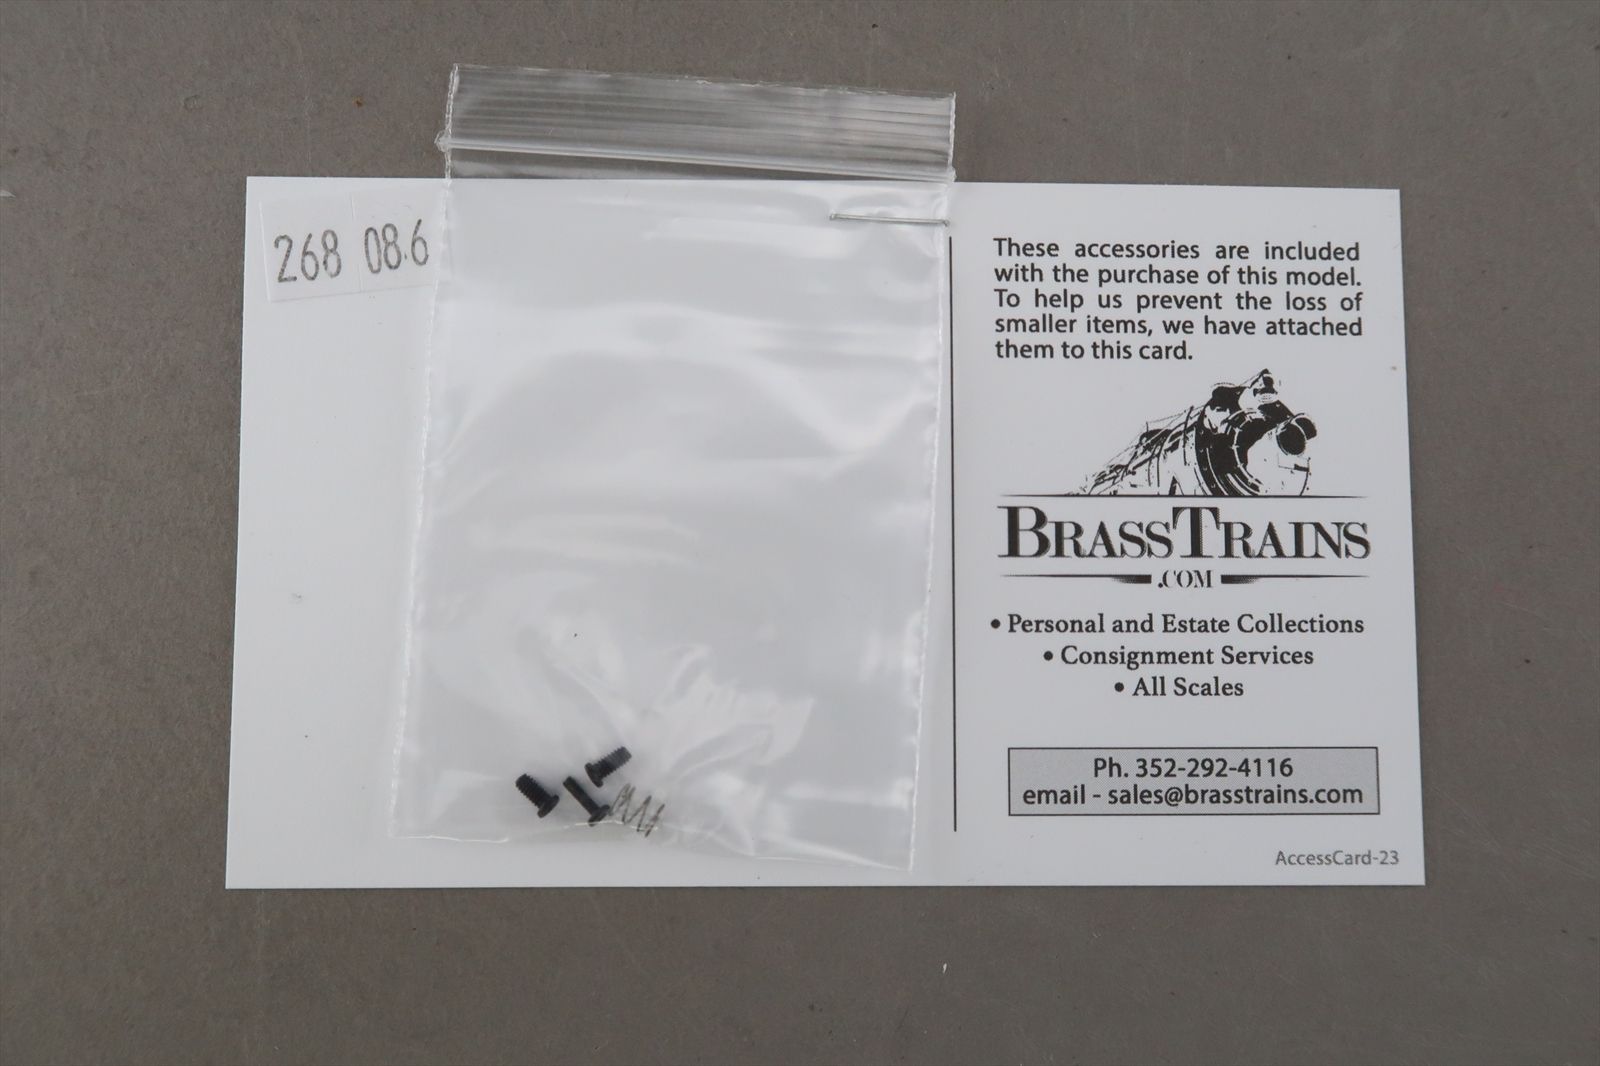 268 08.6
These accessories are included
with the purchase of this model.
To help us prevent the loss of
smaller items, we have attached
them to this card.
BRASSTRAINS
.COM
• Personal and Estate Collections
• Consignment Services
• All Scales
Ph. 352-292-4116
email - sales@brasstrains.com
AccessCard-23